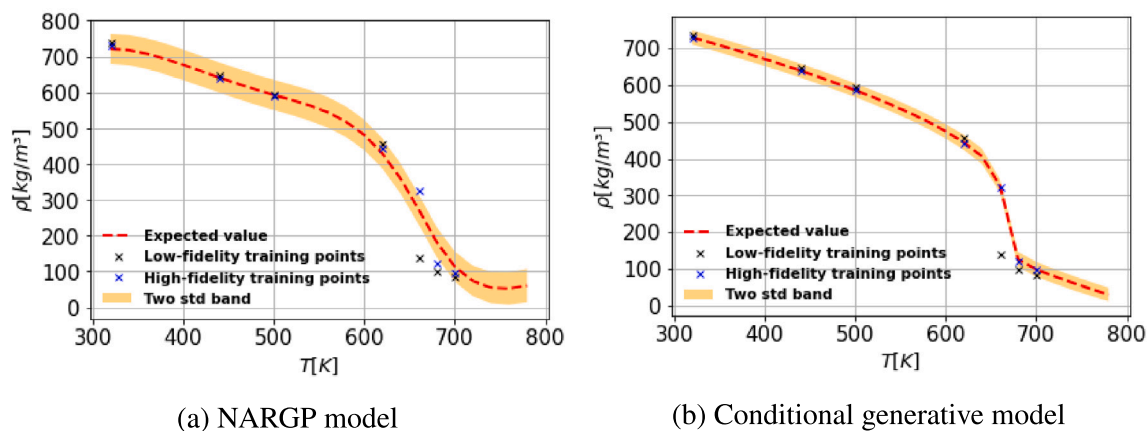 800
700
600
500
400
300
200
100
0
ρ[kg/m³]
Expected value
Low-fidelity training points
High-fidelity training points
Two std band
300 400 500 600 700 800
T[K]
(a) NARGP model
700
600
500
400
300
200
100
0
ρ[kg/m³]
Expected value
Low-fidelity training points
High-fidelity training points
Two std band
300 400 500 600 700 800
T[K]
(b) Conditional generative model